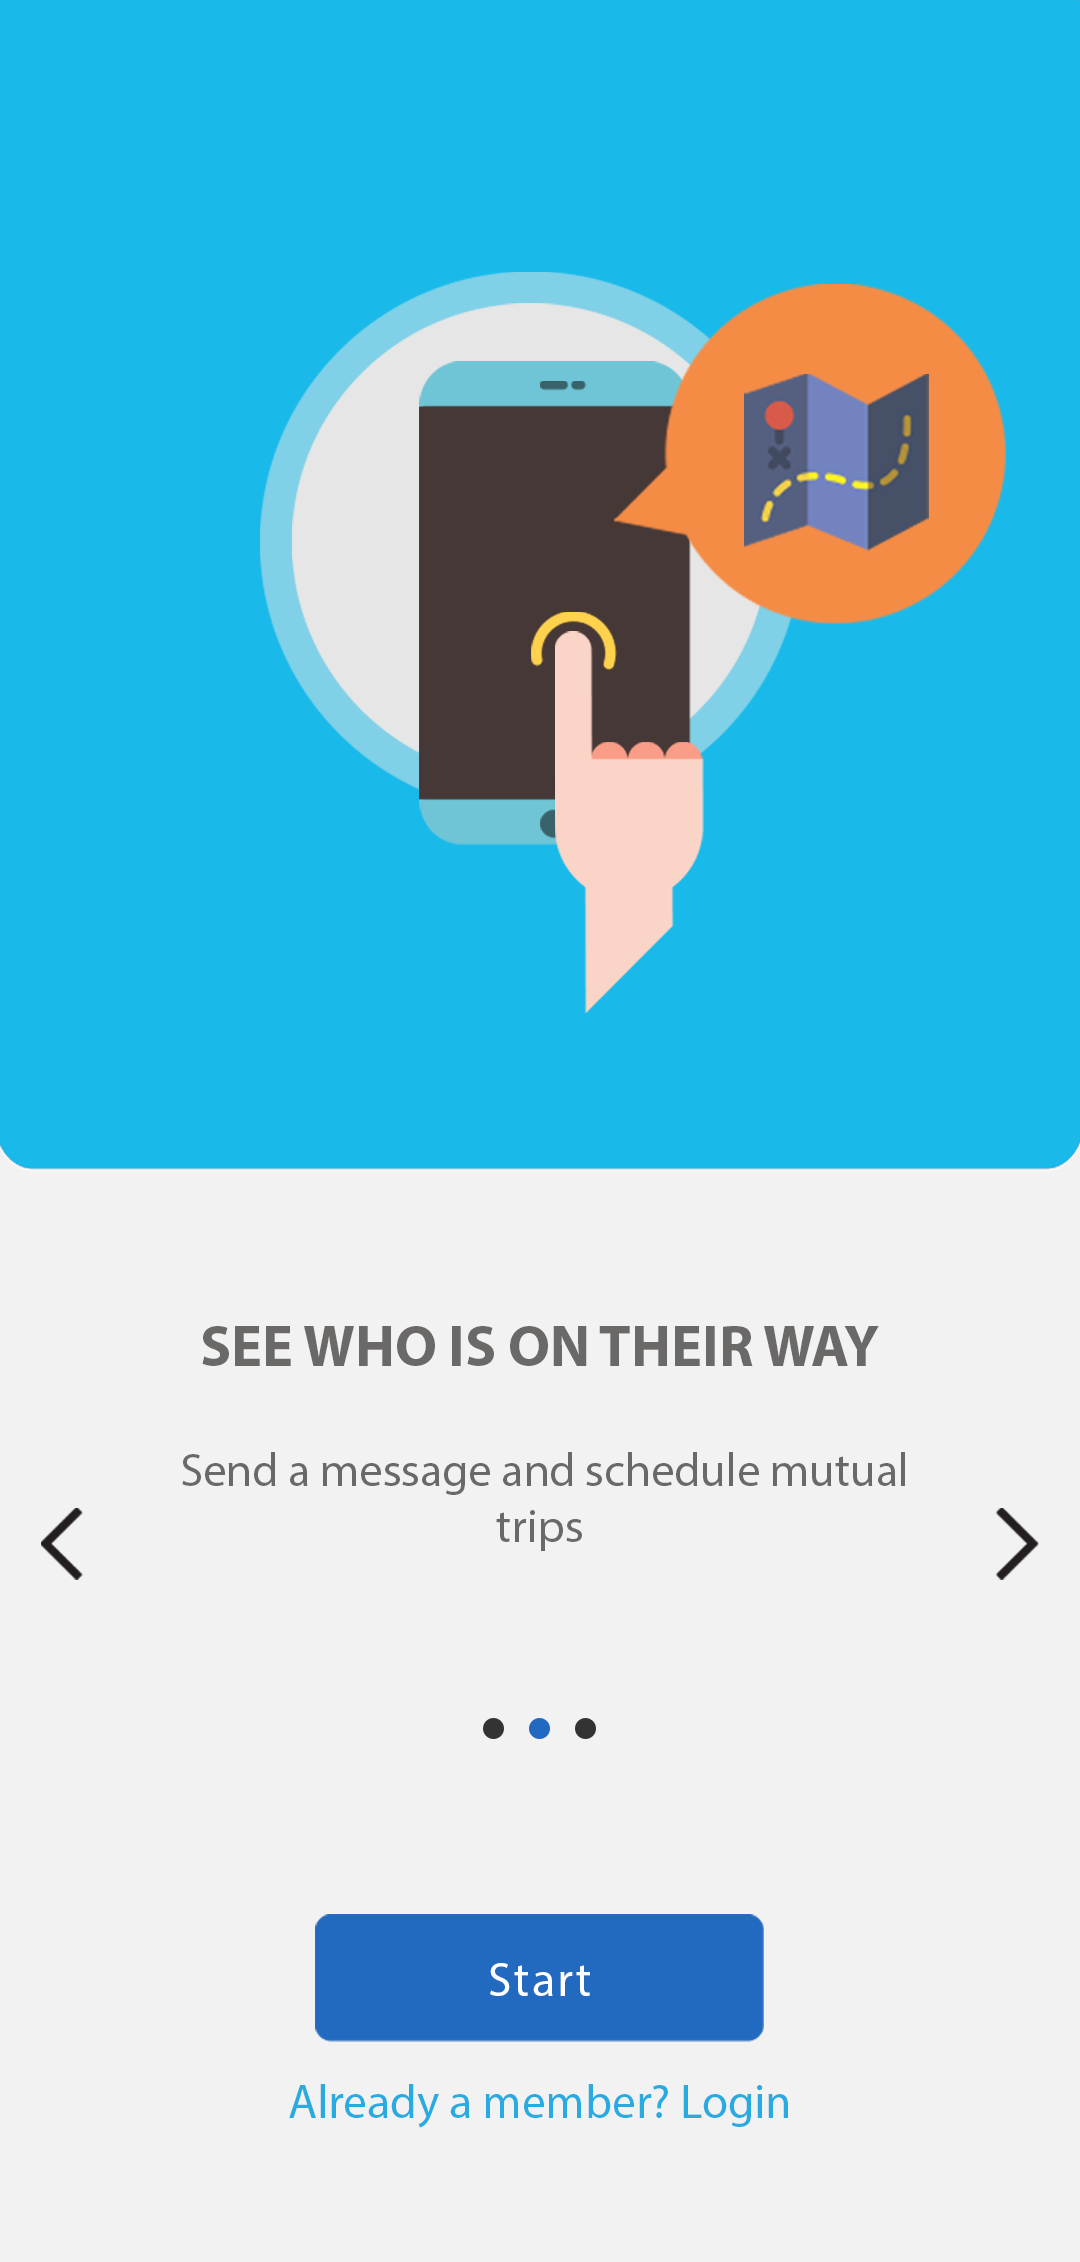 SEE WHO IS ON THEIR WAY
Send a message and schedule mutual
trips
Start
Already a member? Login